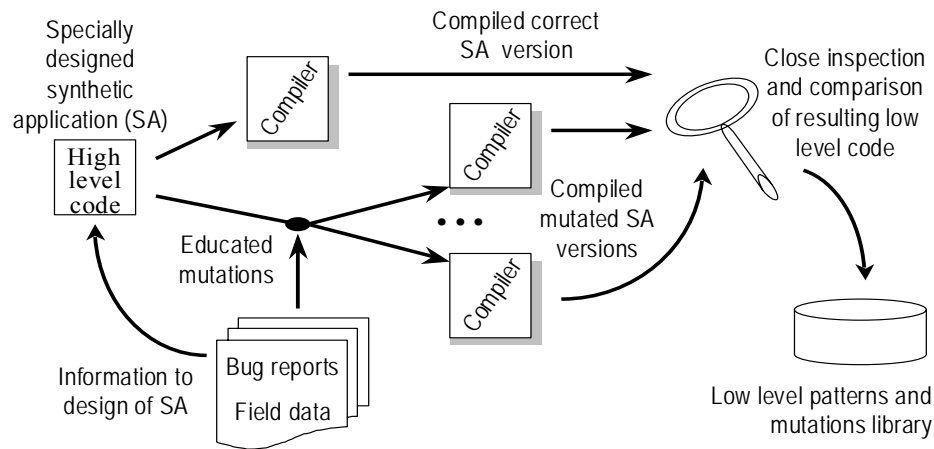 Specially
designed
synthetic
application (SA)
High
level
code
Compiler
Compiled correct
SA version
Compiler
Compiled
mutated SA
versions
Compiler
Close inspection
and comparison
of resulting low
level code
Educated
mutations
Information to
design of SA
Bug reports
Field data
Low level patterns and
mutations library